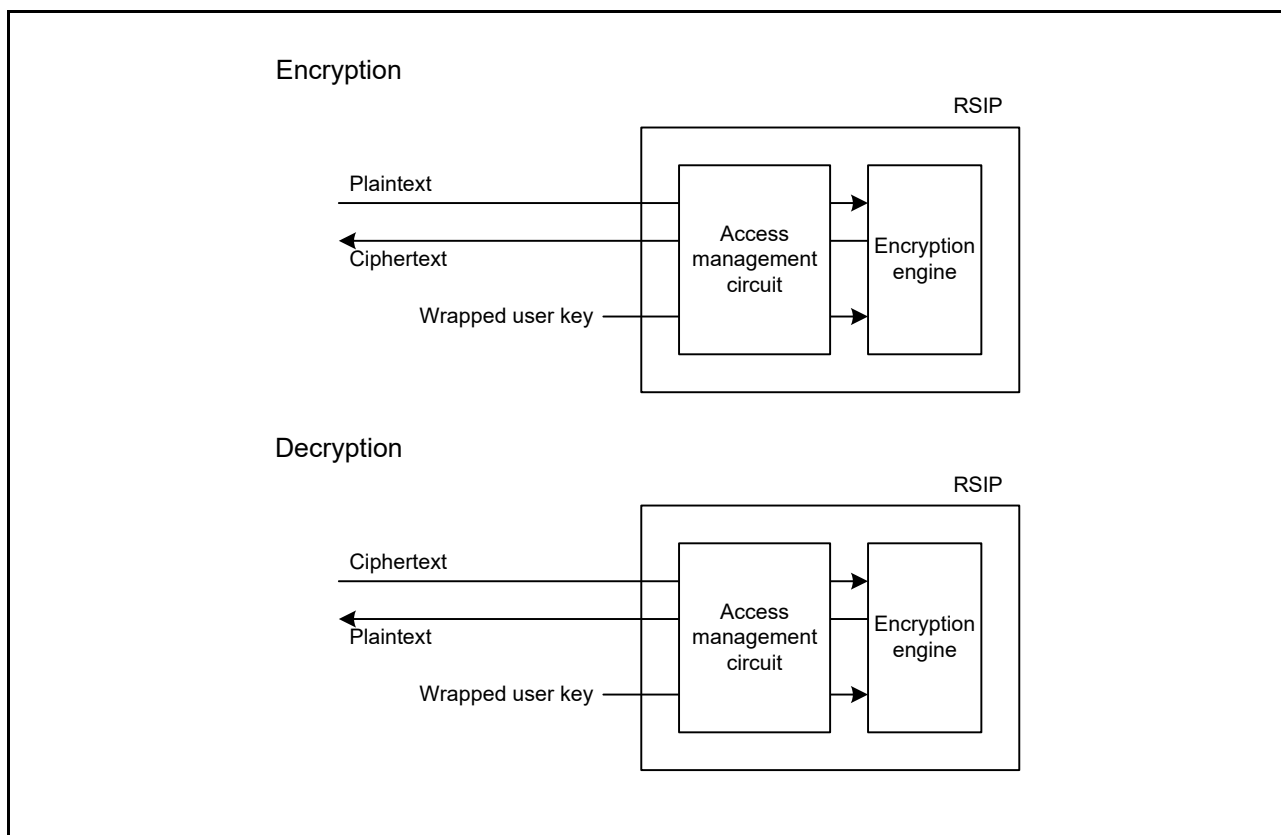 Encryption
RSIP
Plaintext
Ciphertext
Wrapped user key
Access
management
circuit
Encryption
engine
Decryption
RSIP
Ciphertext
Plaintext
Wrapped user key
Access
management
circuit
Encryption
engine